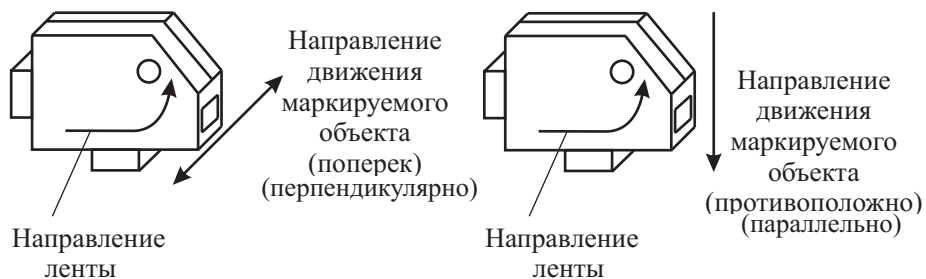 Направление
движения
маркируемого
объекта
(поперек)
(перпендикулярно)
Направление
ленты
Направление
движения
маркируемого
объекта
(противоположно)
(параллельно)
Направление
ленты